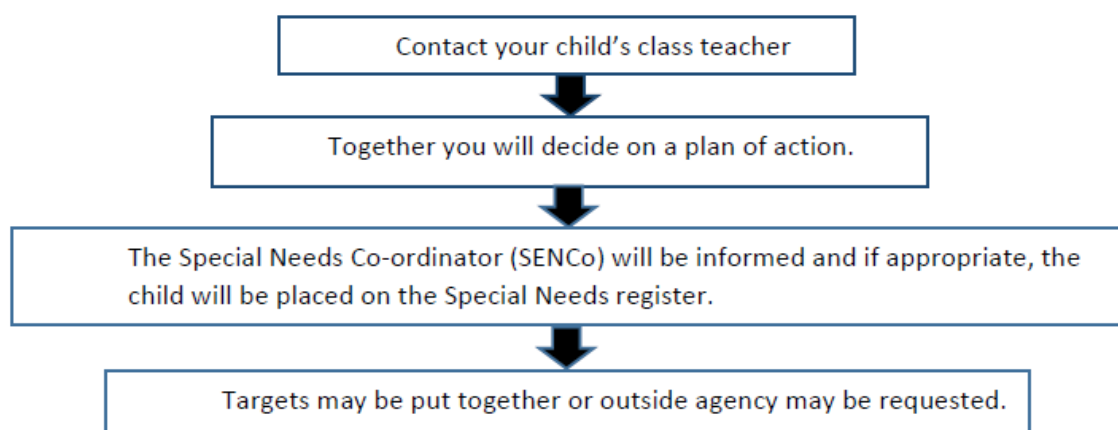 Contact your child’s class teacher
Together you will decide on a plan of action.
The Special Needs Co-ordinator (SENCo) will be informed and if appropriate, the
child will be placed on the Special Needs register.
Targets may be put together or outside agency may be requested.